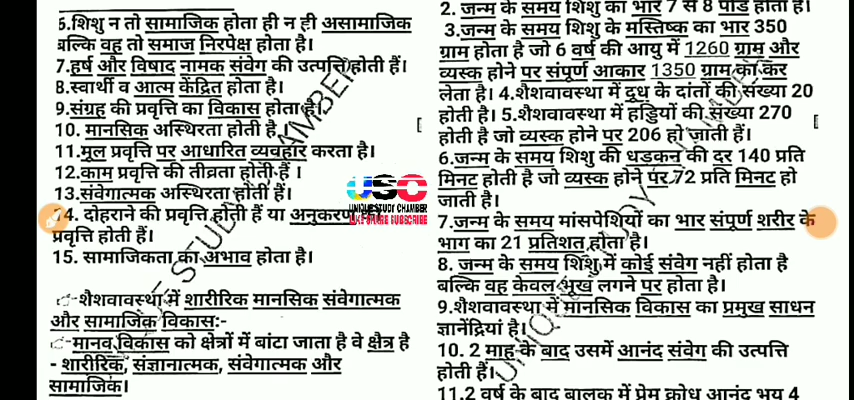 6.शिशु न तो सामाजिक होता ही न ही असामाजिक
बल्कि वह तो समाज निरपेक्ष होता है।
7.हर्ष और विषाद नामक संवेग की उत्पत्ति होती हैं।
8.स्वार्थी व आत्म केंद्रित होता है।
9.संग्रह की प्रवृत्ति का विकास होता है।
10. मानसिक अस्थिरता होती है
11.मूल प्रवृत्ति पर आधारित व्यवहार करता है।
12.काम प्रवृत्ति की तीव्रता होती हैं ।
13.संवेगात्मक अस्थिरता होती हैं।
14. दोहराने की प्रवृत्ति होती हैं या अनुकरण की
प्रवृत्ति होती हैं।
15. सामाजिकता का अभाव होता है।
-शैशवावस्था में शारीरिक मानसिक संवेगात्मक
और सामाजिक विकास:-
-मानव विकास को क्षेत्रों में बांटा जाता है वे क्षैत्र है
- शारीरिक, संज्ञानात्मक, संवेगात्मक और
सामाजिक।
USC
UNIQUE STUDY CHAMBER
LIKE SHARE SUBSCRIBE
2. जन्म के समय शिशु का भार 7 से 8 पौंड होता है।
3.जन्म के समय शिशु के मस्तिष्क का भार 350
ग्राम होता है जो 6 वर्ष की आयु में 1260 ग्राम और
व्यस्क होने पर संपूर्ण आकार 1350 ग्राम का कर
लेता है। 4.शैशवावस्था में दूध के दांतों की संख्या 20
होती है। 5.शैशवावस्था में हड्डियों की संख्या 270
होती है जो व्यस्क होने पर 206 हो जाती हैं।
6.जन्म के समय शिशु की धड़कन की दर 140 प्रति
मिनट होती है जो व्यस्क होने पर 72 प्रति मिनट हो
जाती है।
7.जन्म के समय मांसपेशियों का भार संपूर्ण शरीर के
भाग का 21 प्रतिशत होता है।
8. जन्म के समय शिशु में कोई संवेग नहीं होता है
बल्कि वह केवल भूख लगने पर होता है।
9.शैशवावस्था में मानसिक विकास का प्रमुख साधन
ज्ञानेंद्रियां है।
10. 2 माह के बाद उसमें आनंद संवेग की उत्पत्ति
होती हैं।
11.2 वर्ष के बाद बालक में प्रेम क्रोध आनंद भय 4